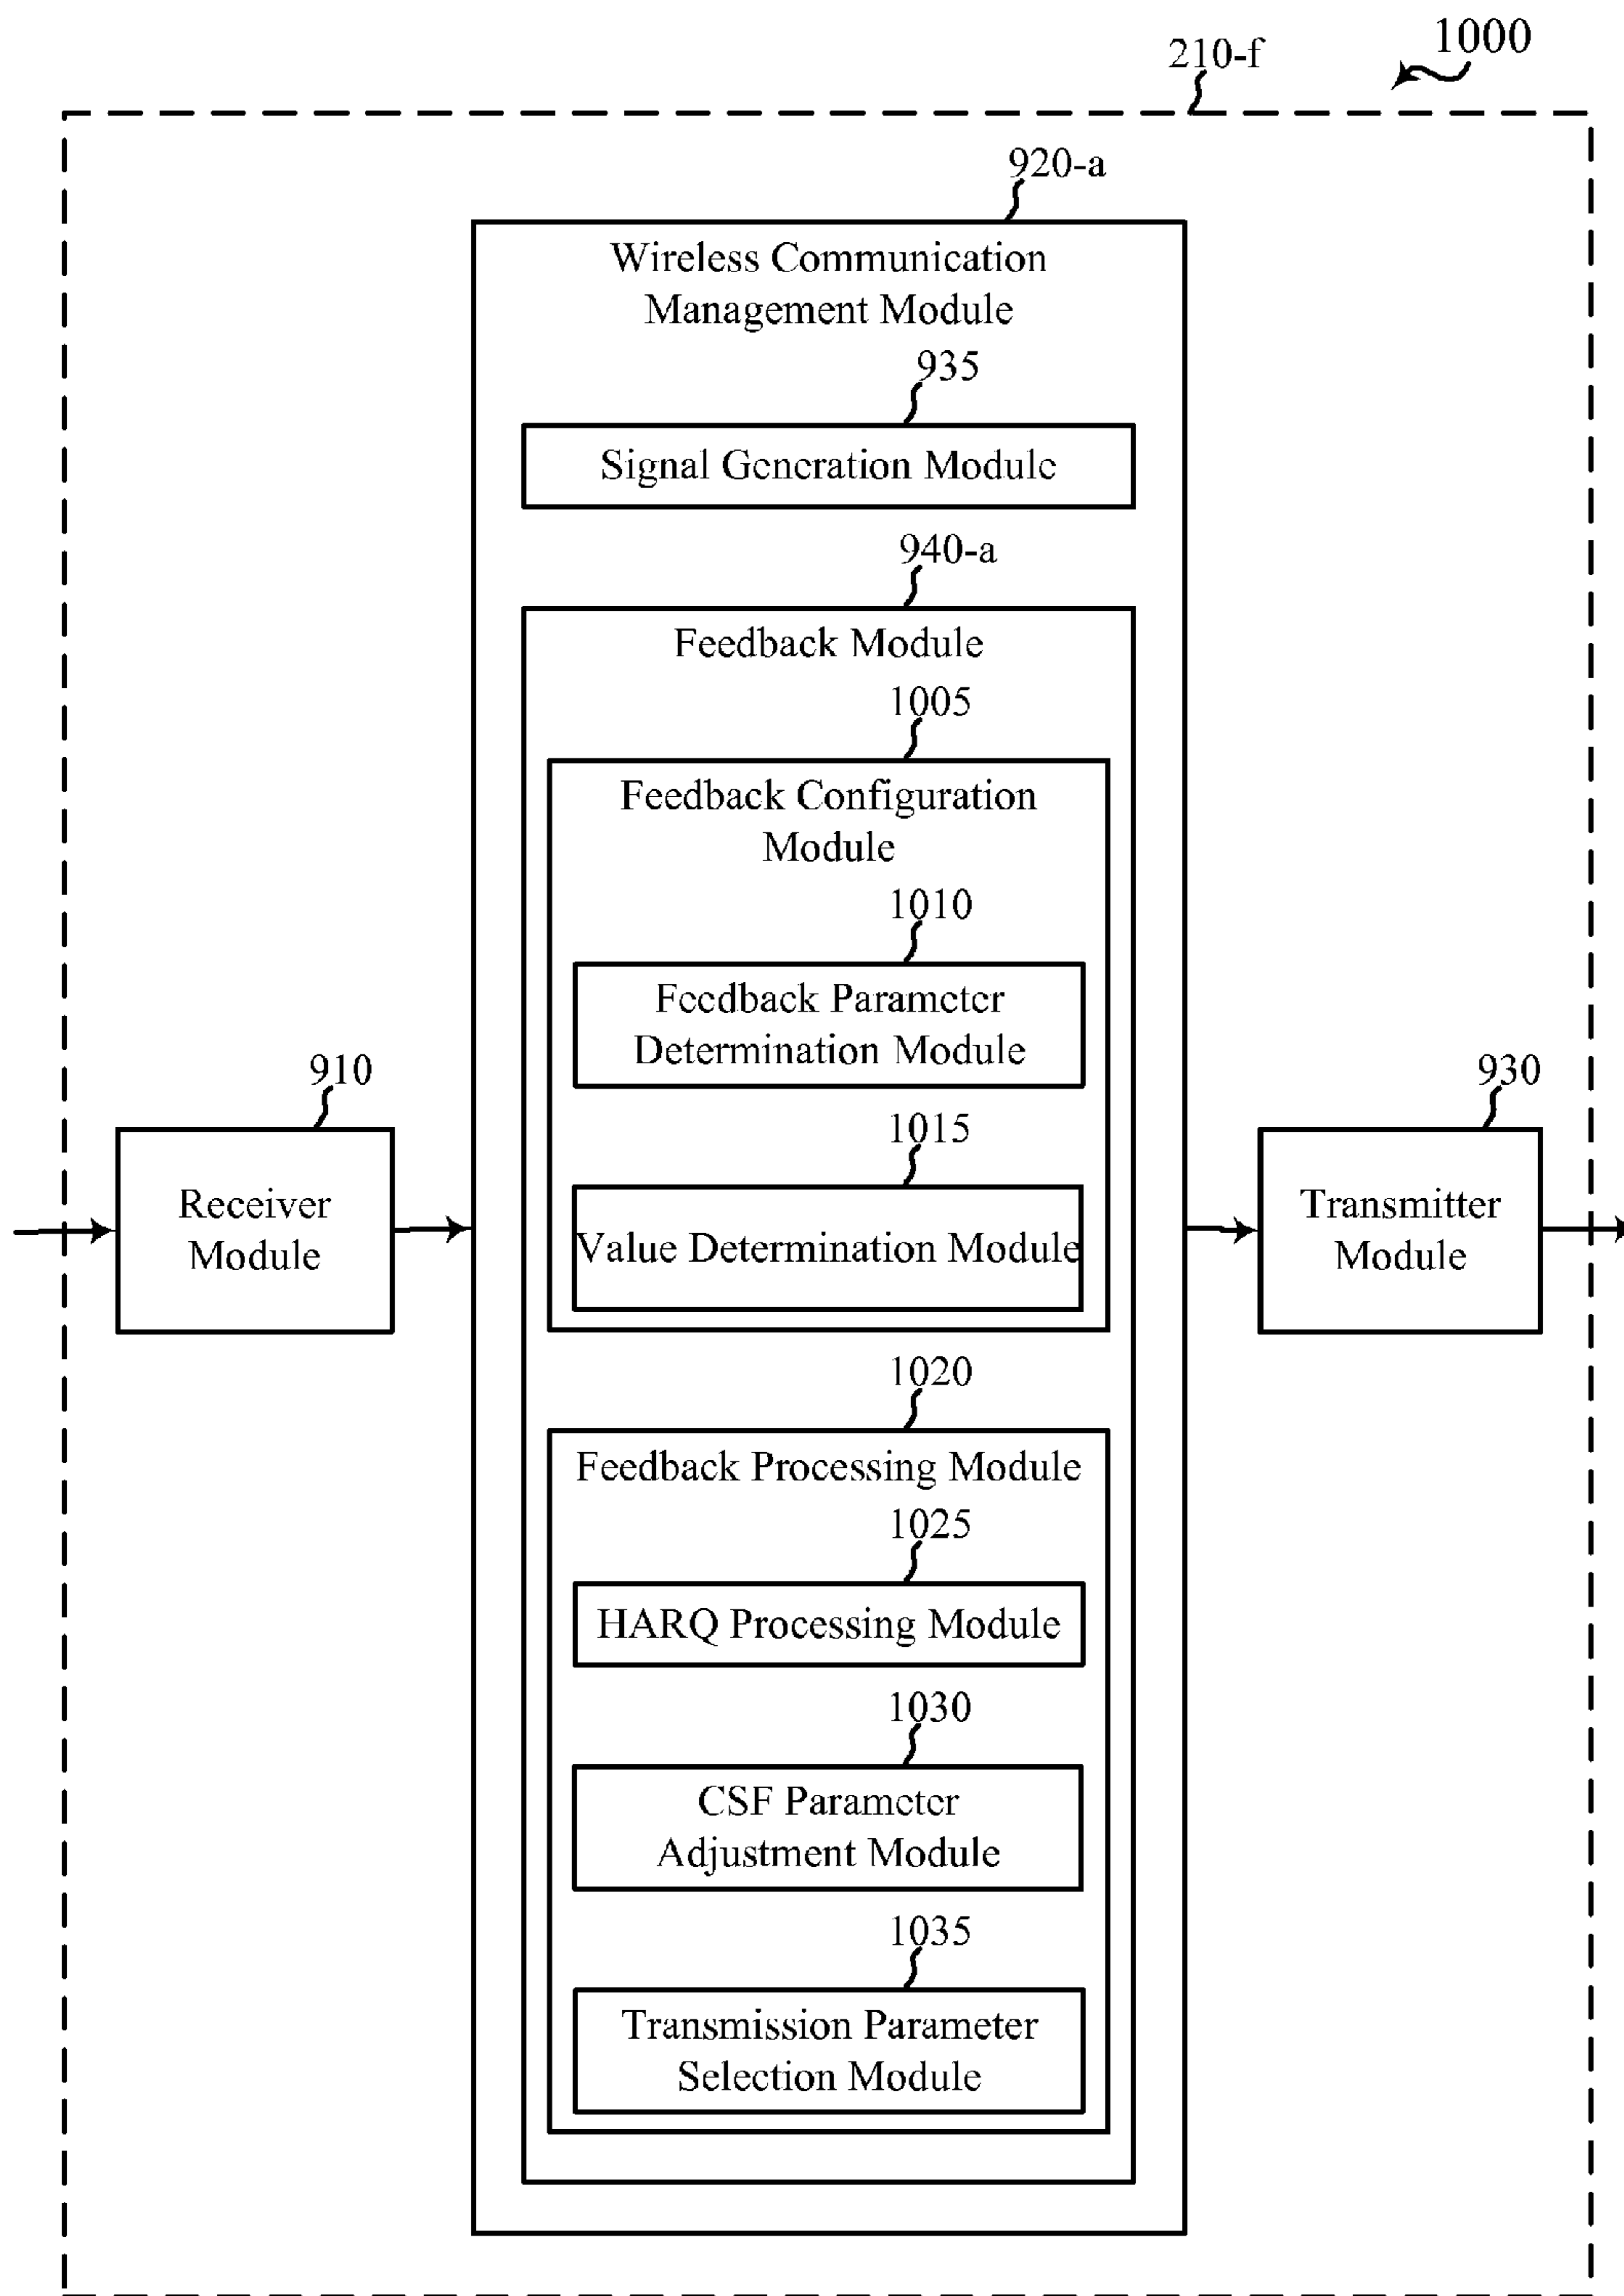 1000
210-f
920-a
Wireless Communication
Management Module
935
Signal Generation Module
940-a
Feedback Module
1005
Feedback Configuration
Module
1010
Feedback Parameter
Determination Module
1015
Value Determination Module
910
Receiver
Module
930
Transmitter
Module
1020
Feedback Processing Module
1025
HARQ Processing Module
1030
CSF Parameter
Adjustment Module
1035
Transmission Parameter
Selection Module